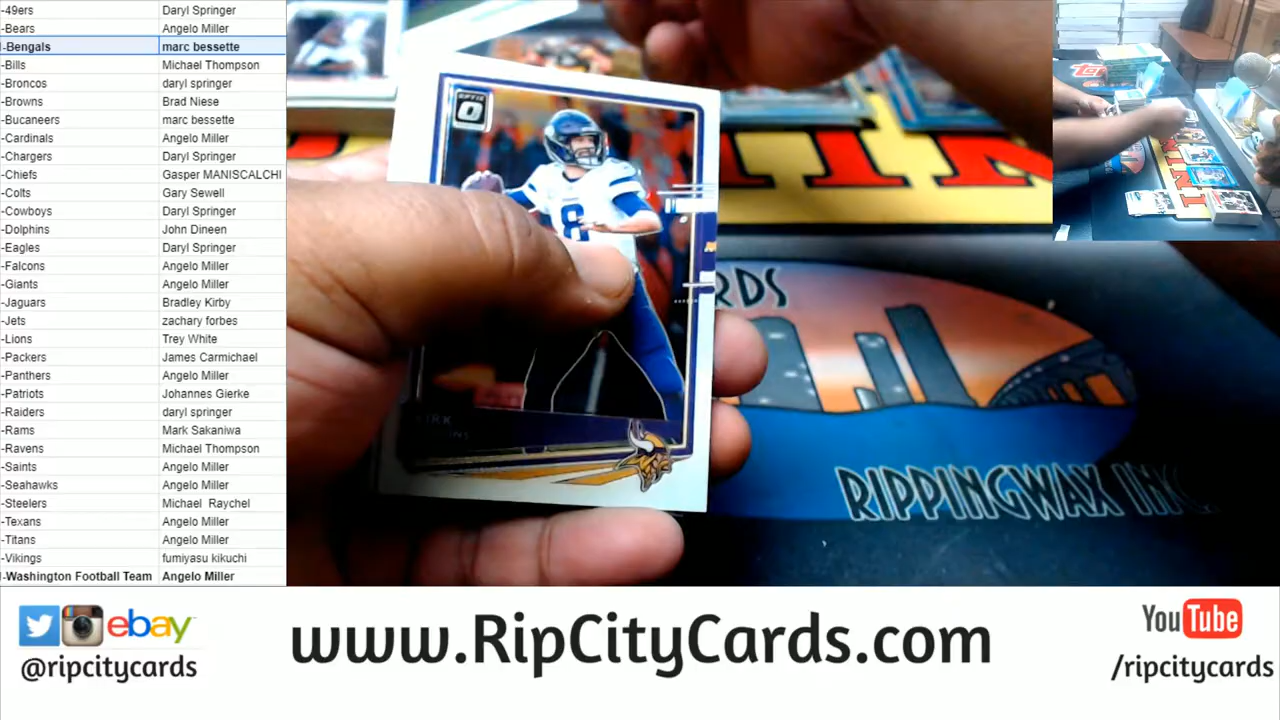 -49ers Daryl Springer
-Bears Angelo Miller
-Bengals marc bessette
-Bills Michael Thompson
-Broncos daryl springer
-Browns Brad Niese
-Bucaneers marc bessette
-Cardinals Angelo Miller
-Chargers Daryl Springer
-Chiefs Gasper MANISCALCHI
-Colts Gary Sewell
-Cowboys Daryl Springer
-Dolphins John Dineen
-Eagles Daryl Springer
-Falcons Angelo Miller
-Giants Angelo Miller
-Jaguars Bradley Kirby
-Jets zachary forbes
-Lions Trey White
-Packers James Carmichael
-Panthers Angelo Miller
-Patriots Johannes Gierke
-Raiders daryl springer
-Rams Mark Sakaniwa
-Ravens Michael Thompson
-Saints Angelo Miller
-Seahawks Angelo Miller
-Steelers Michael Raychel
-Texans Angelo Miller
-Titans Angelo Miller
-Vikings fumiyasu kikuchi
-Washington Football Team Angelo Miller
OPTIC
8
RDS
RIPPINGWAX INC
ebay
@ripcitycards
www.RipCityCards.com
YouTube
/ripcitycards